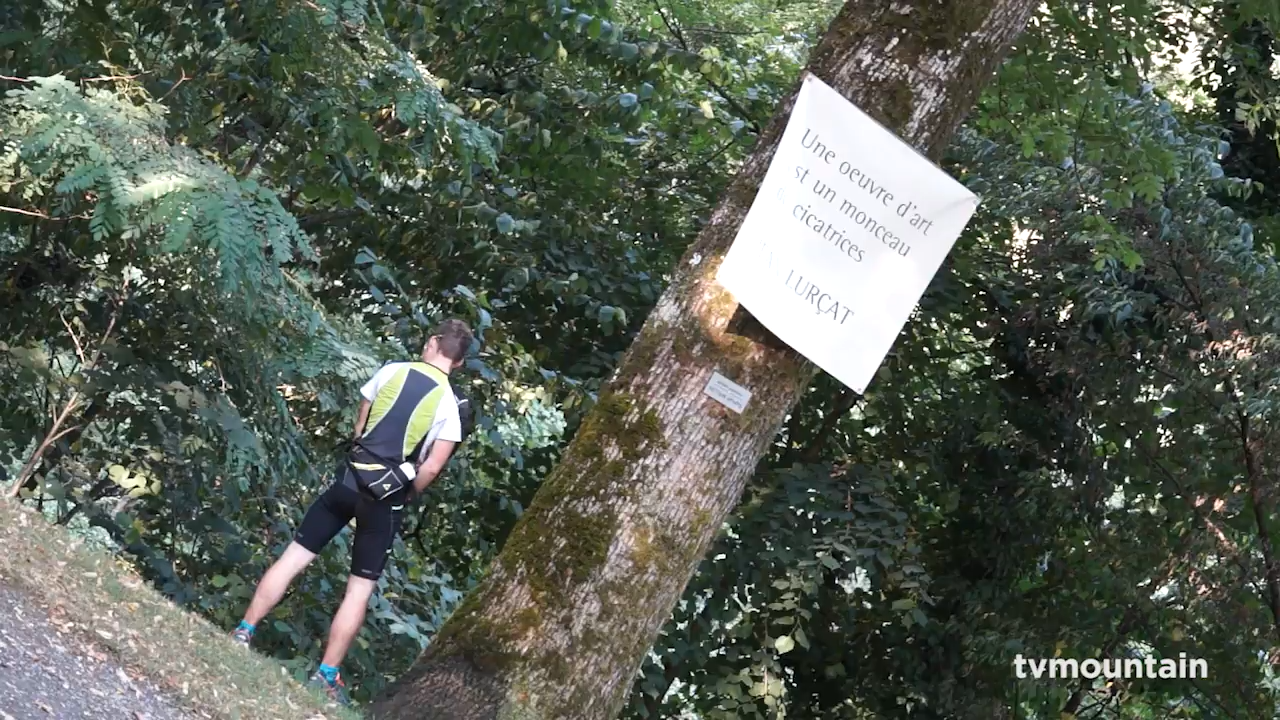 Une oeuvre d'art
st un monceau
cicatrices
LURÇAT
tvmountain